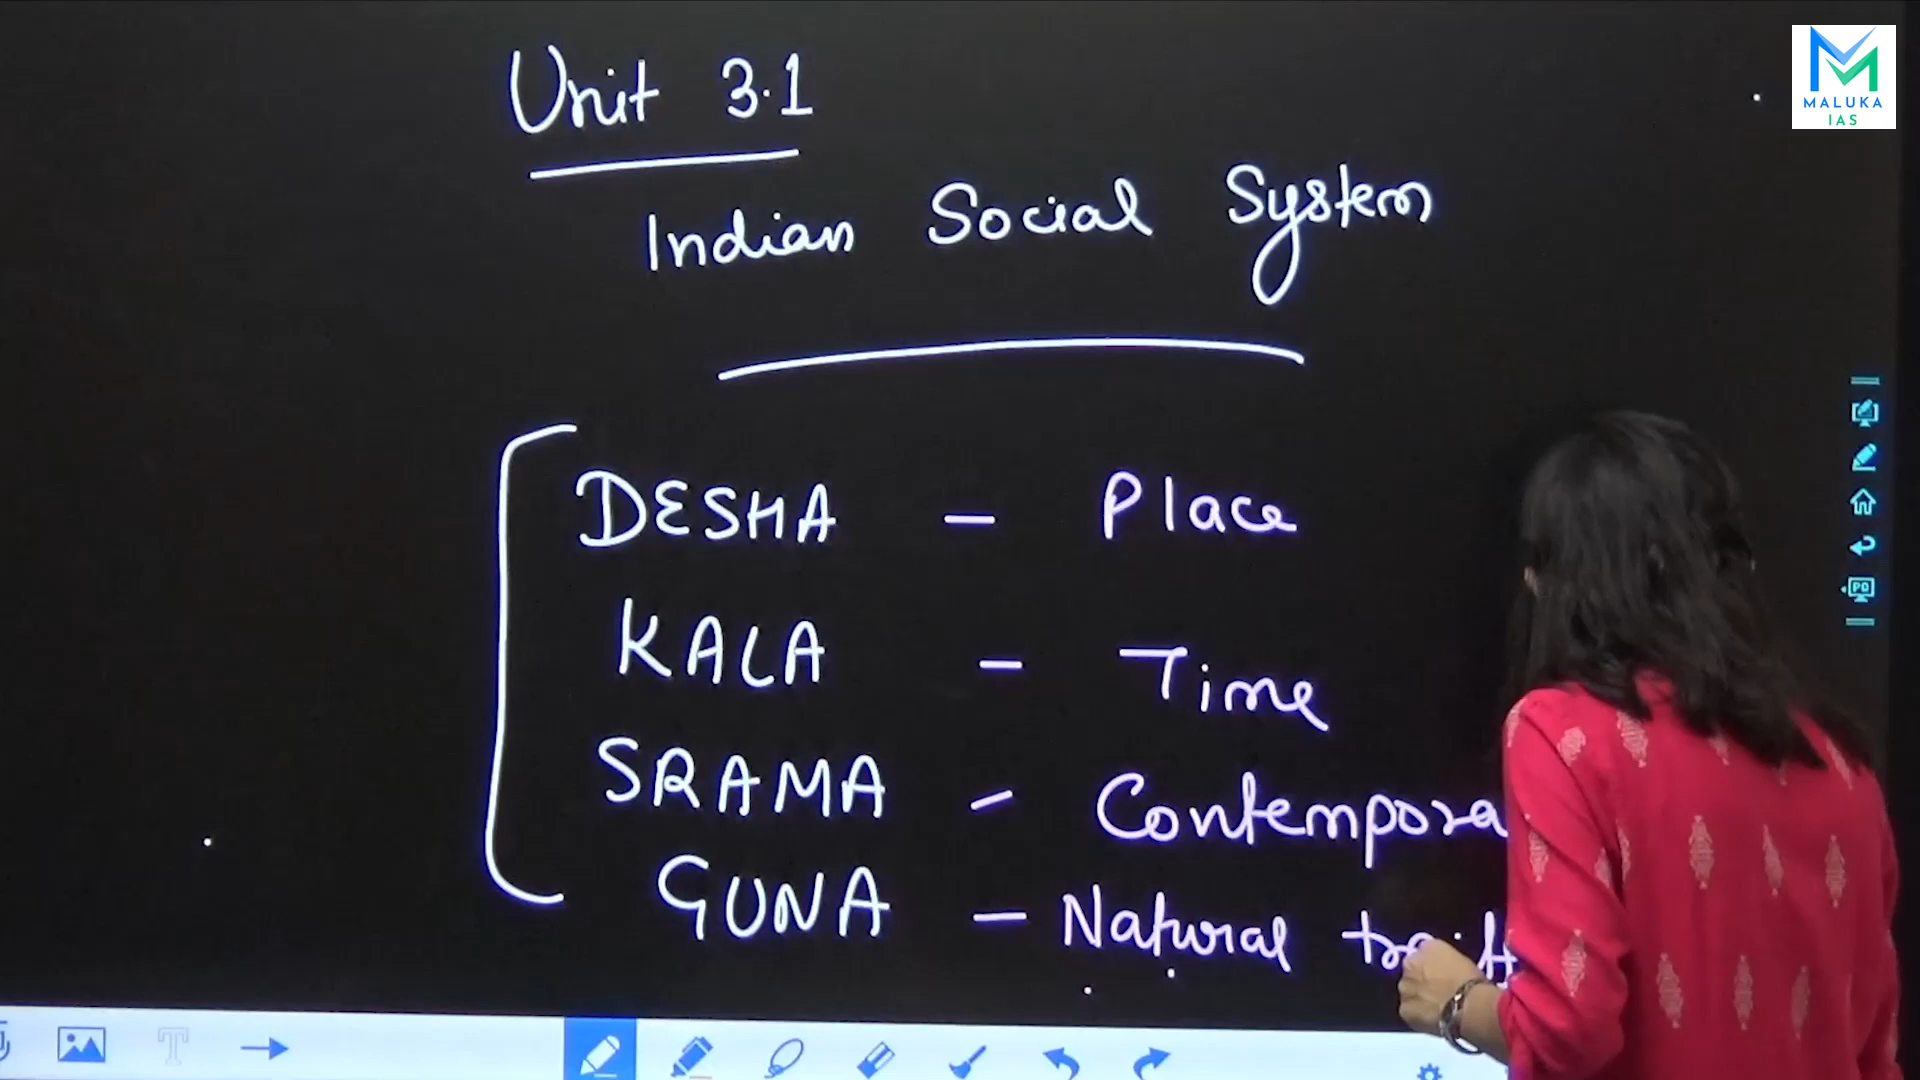 Unit 3.1
Indian Social System
DESHA - Place
KALA - Time
SRAMA - Contempora
GUNA - Natural
MALUKA
IAS